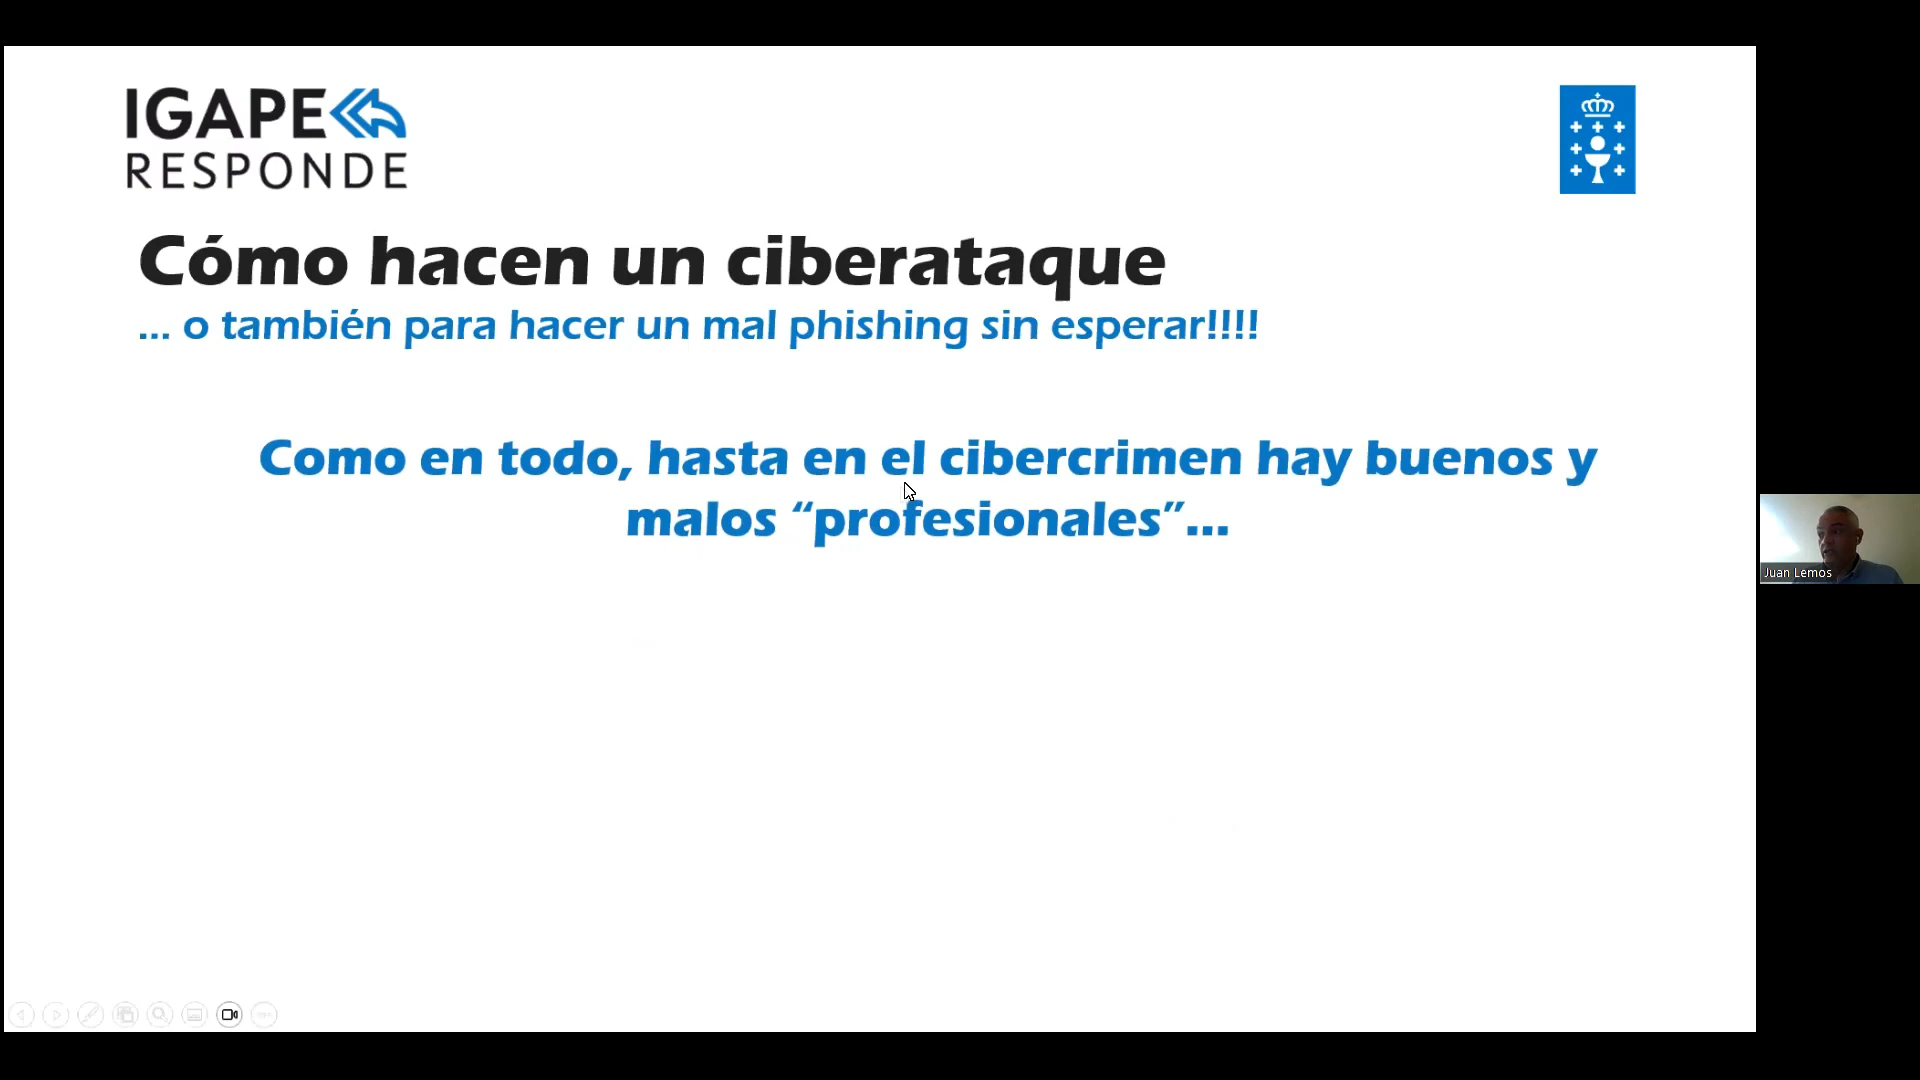 IGAPE
RESPONDE
Cómo hacen un ciberataque
... o también para hacer un mal phishing sin esperar!!!!
Como en todo, hasta en el cibercrimen hay buenos y
malos “profesionales”...
Juan Lemos